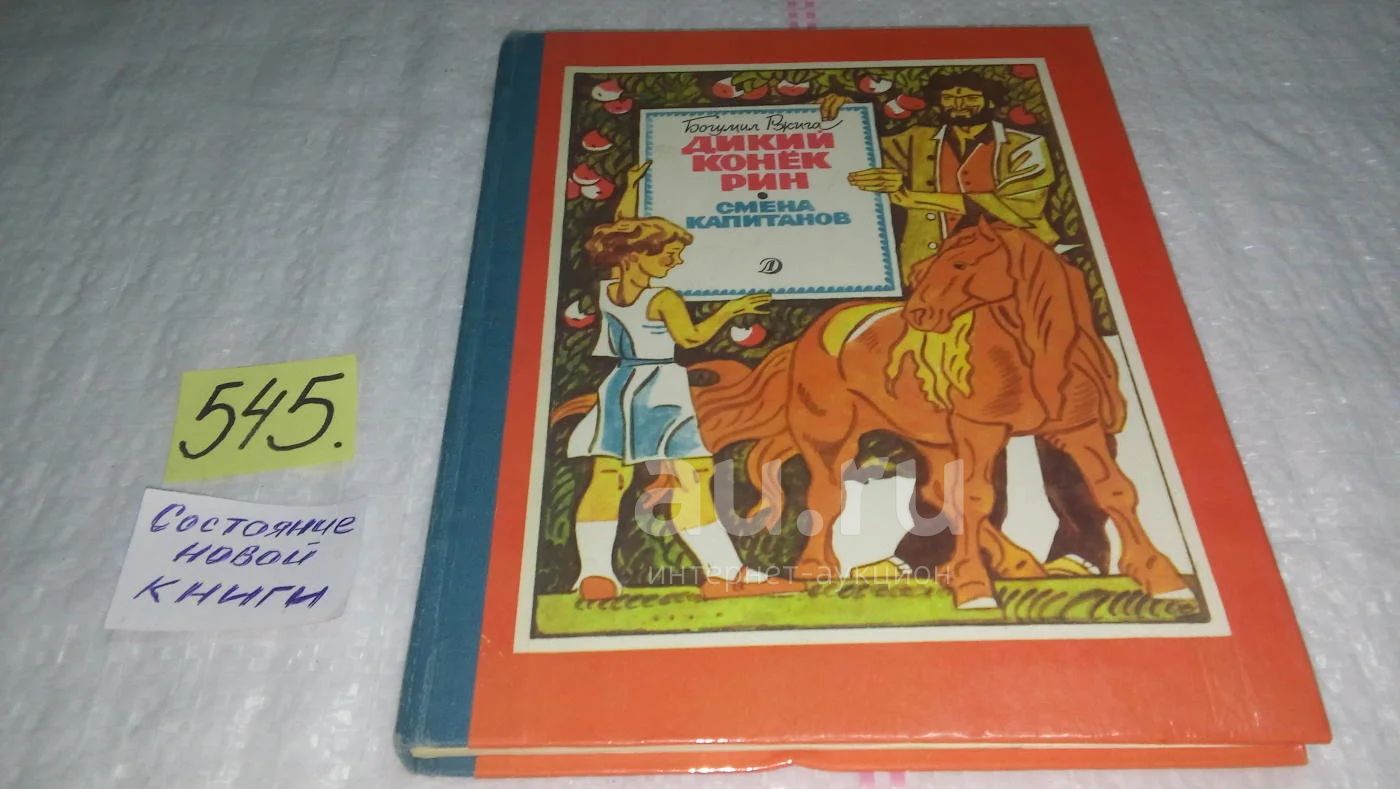 Богумил Ржига
ДИКИЙ
КОНЁК
РИН
•
СМЕНА
КАПИТАНОВ
Д
545.
Состояние
новой
книги
au.ru
интернет-аукцион